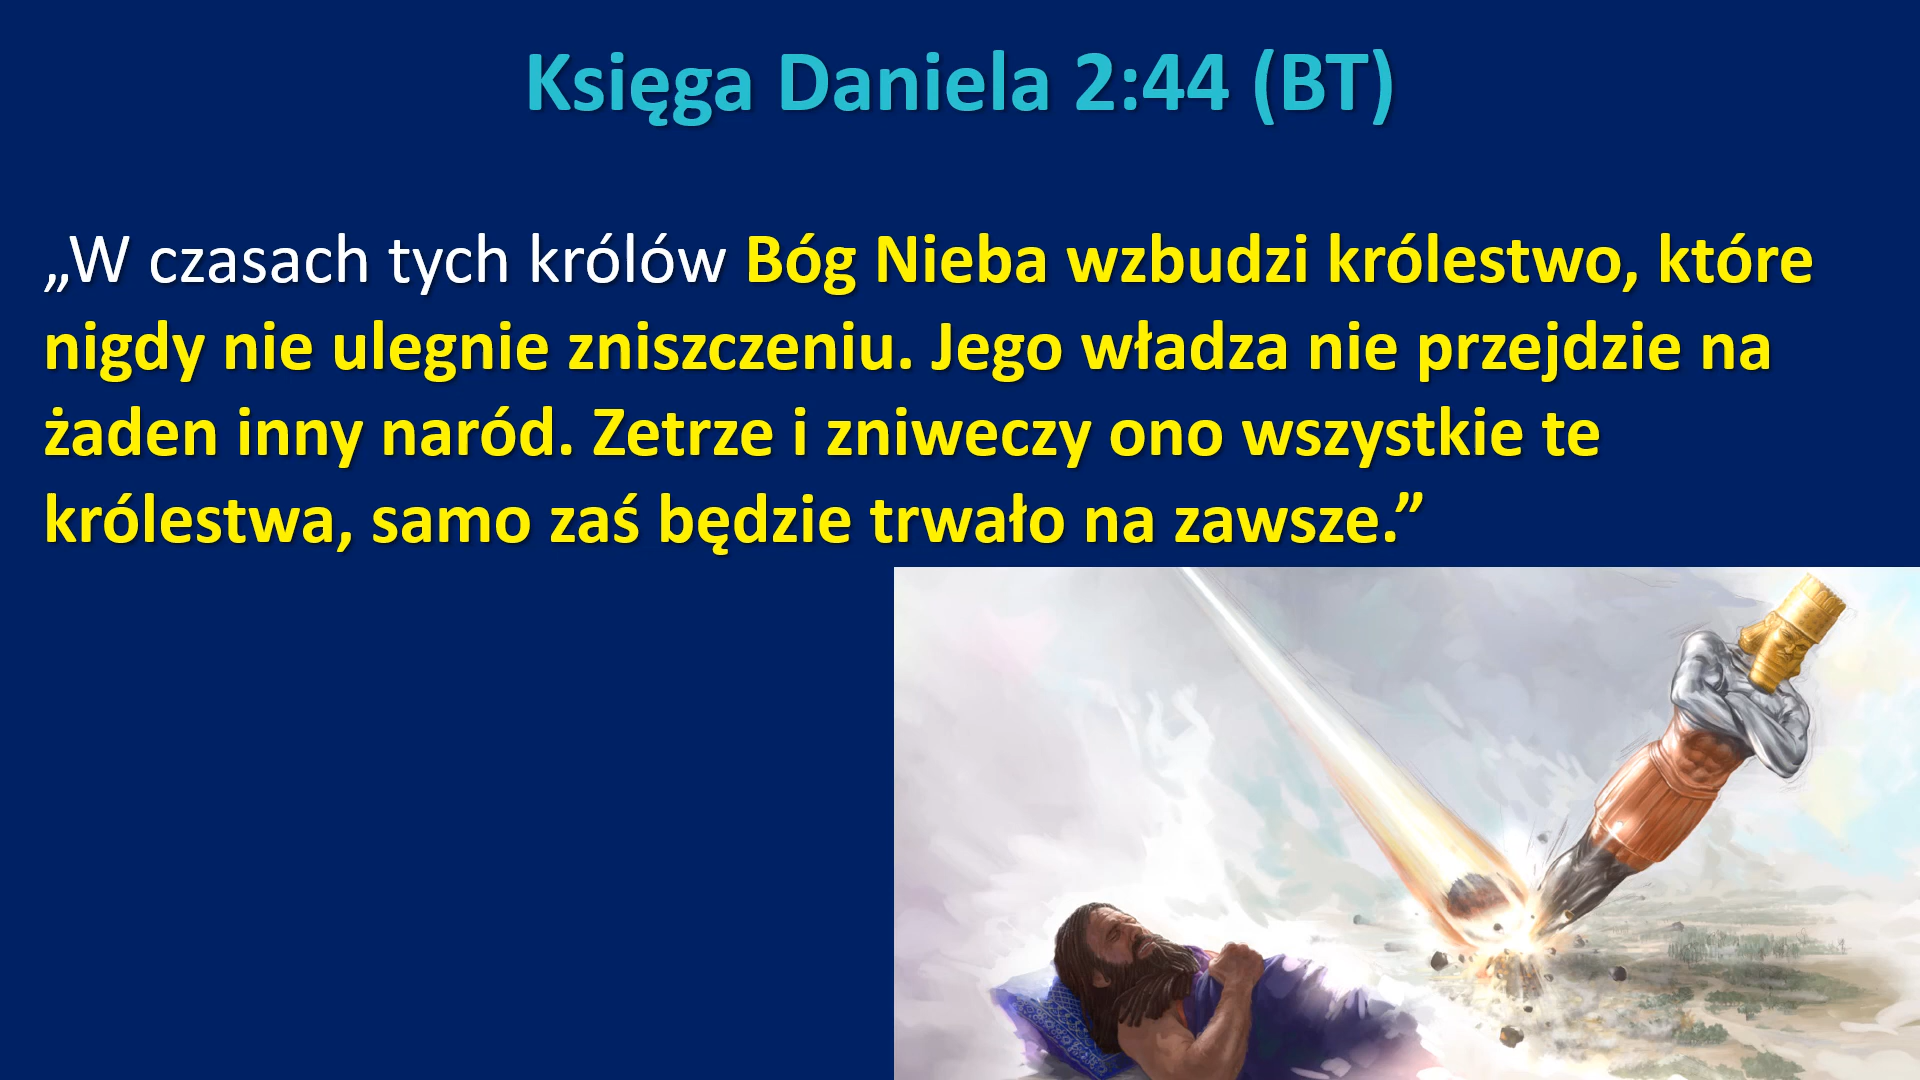 Księga Daniela 2:44 (BT)
„W czasach tych królów Bóg Nieba wzbudzi królestwo, które
nigdy nie ulegnie zniszczeniu. Jego władza nie przejdzie na
żaden inny naród. Zetrze i zniweczy ono wszystkie te
królestwa, samo zaś będzie trwało na zawsze.”